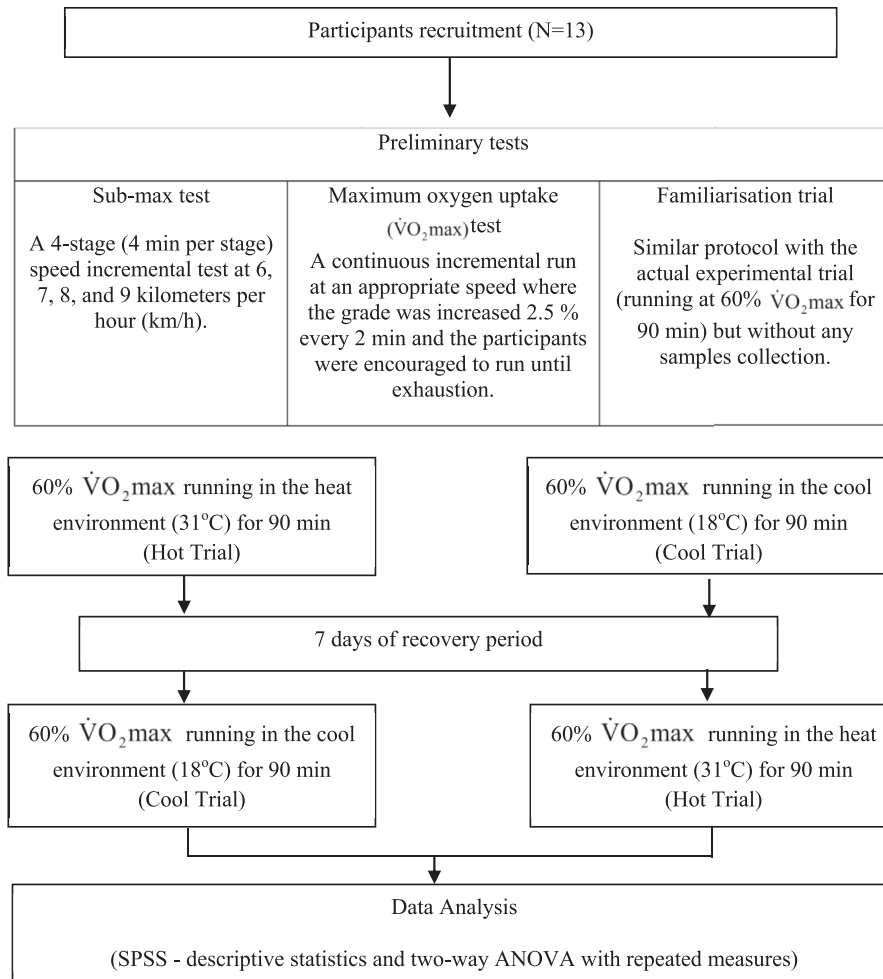 Participants recruitment (N=13)
Preliminary tests
Sub-max test
A 4-stage (4 min per stage)
speed incremental test at 6,
7, 8, and 9 kilometers per
hour (km/h).
Maximum oxygen uptake
(V̇O₂max) test
A continuous incremental run
at an appropriate speed where
the grade was increased 2.5 %
every 2 min and the participants
were encouraged to run until
exhaustion.
Familiarisation trial
Similar protocol with the
actual experimental trial
(running at 60% V̇O₂max for
90 min) but without any
samples collection.
60% V̇O₂max running in the heat
environment (31°C) for 90 min
(Hot Trial)
60% V̇O₂max running in the cool
environment (18°C) for 90 min
(Cool Trial)
7 days of recovery period
60% V̇O₂max running in the cool
environment (18°C) for 90 min
(Cool Trial)
60% V̇O₂max running in the heat
environment (31°C) for 90 min
(Hot Trial)
Data Analysis
(SPSS - descriptive statistics and two-way ANOVA with repeated measures)